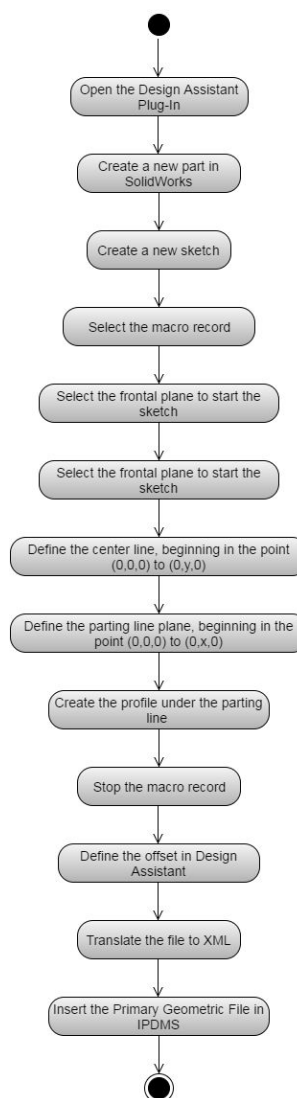 Open the Design Assistant
Plug-In
Create a new part in
SolidWorks
Create a new sketch
Select the macro record
Select the frontal plane to start the
sketch
Select the frontal plane to start the
sketch
Define the center line, beginning in the point
(0,0,0) to (0,y,0)
Define the parting line plane, beginning in the
point (0,0,0) to (0,x,0)
Create the profile under the parting
line
Stop the macro record
Define the offset in Design
Assistant
Translate the file to XML
Insert the Primary Geometric File in
IPDMS